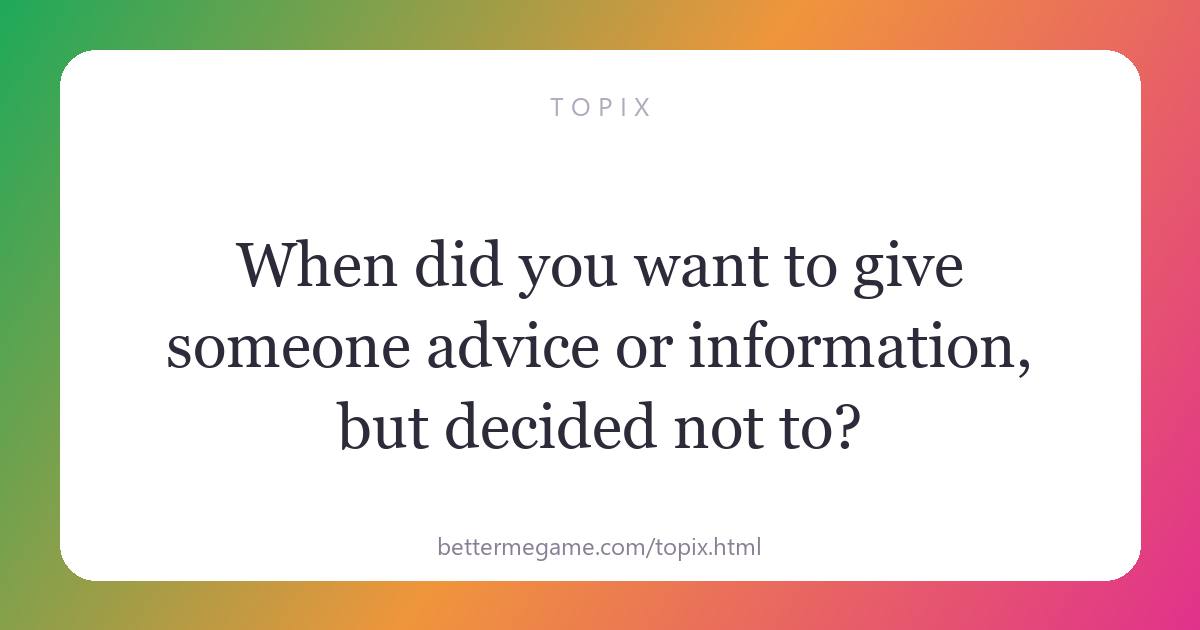 TOPIX
When did you want to give
someone advice or information,
but decided not to?
bettermegame.com/topix.html